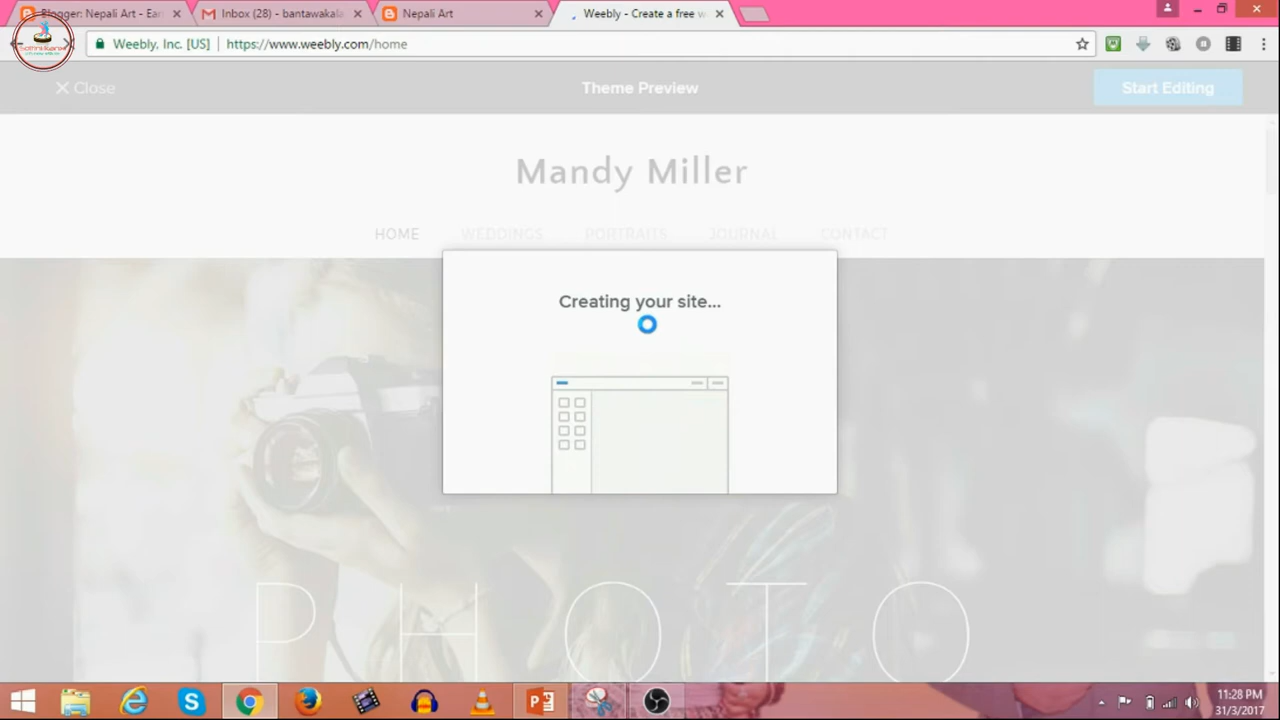 Blogger: Nepali Art - Ea
Inbox (28) - bantawakala
Nepali Art
Weebly - Create a free w
Weebly, Inc. [US]
https://www.weebly.com/home
Close
Theme Preview
Start Editing
Mandy Miller
HOME
WEDDINGS
PORTRAITS
JOURNAL
CONTACT
Creating your site...
PHOTO
11:28 PM
31/3/2017